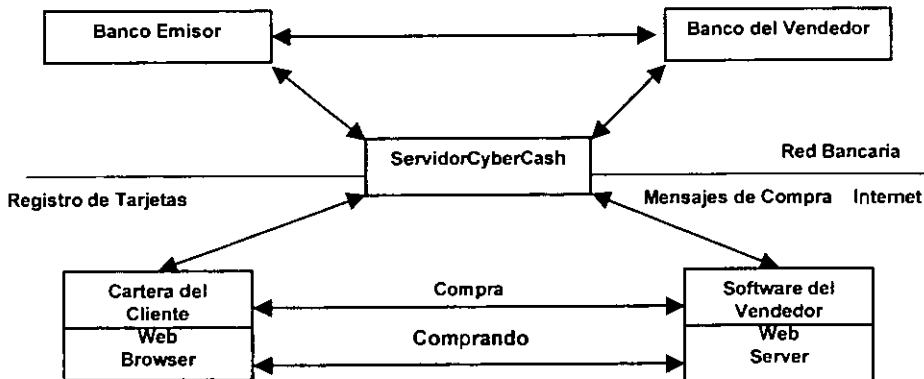 Banco Emisor
Banco del Vendedor
ServidorCyberCash
Red Bancaria
Registro de Tarjetas
Mensajes de Compra Internet
Cartera del
Cliente
Web
Browser
Compra
Comprando
Software del
Vendedor
Web
Server